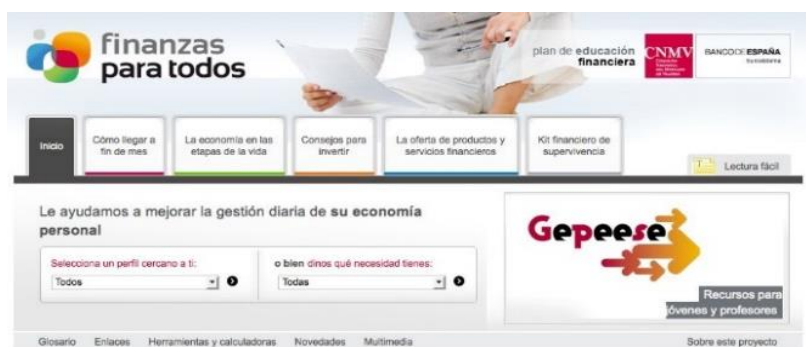 finanzas
para todos
plan de educación
financiera
CNMV
BANCO DE ESPAÑA
Eurosistema
Inicio
Cómo llegar a
fin de mes
La economía en las
etapas de la vida
Consejos para
invertir
La oferta de productos y
servicios financieros
Kit financiero de
supervivencia
Lectura fácil
Le ayudamos a mejorar la gestión diaria de su economía
personal
Selecciona un perfil cercano a ti:
Todos
o bien dinos qué necesidad tienes:
Todas
Gepeese
Recursos para
jóvenes y profesores
Glosario Enlaces Herramientas y calculadoras Novedades Multimedia
Sobre este proyecto